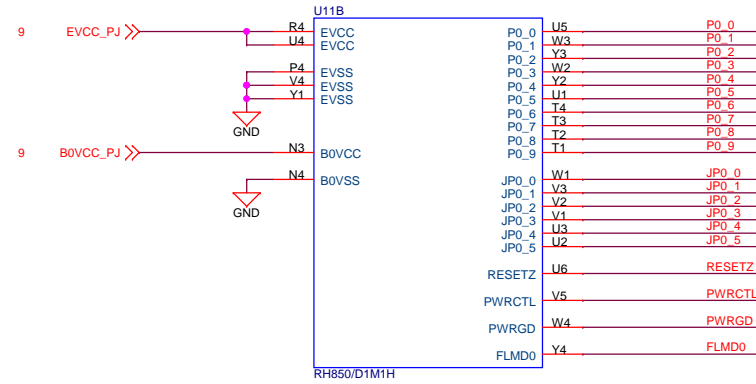 U11B
9 EVCC_PJ R4 EVCC P0_0 U5 P0_0
U4 EVCC P0_1 W3 P0_1
P0_2 Y3 P0_2
P4 EVSS P0_3 W2 P0_3
V4 EVSS P0_4 Y2 P0_4
Y1 EVSS P0_5 U1 P0_5
P0_6 T4 P0_6
GND P0_7 T3 P0_7
P0_8 T2 P0_8
9 B0VCC_PJ N3 B0VCC P0_9 T1 P0_9
N4 B0VSS JP0_0 W1 JP0_0
JP0_1 V3 JP0_1
JP0_2 V2 JP0_2
GND JP0_3 V1 JP0_3
JP0_4 U3 JP0_4
JP0_5 U2 JP0_5
RESETZ U6 RESETZ
PWRCTL V5 PWRCTL
PWRGD W4 PWRGD
FLMD0 Y4 FLMD0
RH850/D1M1H